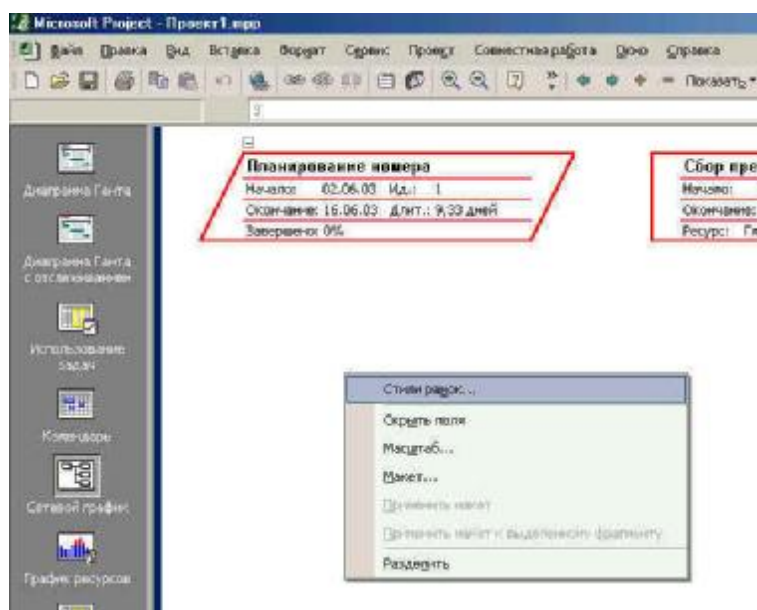 Microsoft Project - Проект1.mpp
Файл Правка Вид Вставка Формат Сервис Проект Совместная работа Окно Справка
Показать
Диаграмма Ганта
Диаграмма Ганта
с отслеживанием
Использование
задач
Календарь
Сетевой график
График ресурсов
Планирование номера
Начало: 02.06.03 Ид.: 1
Окончание: 16.06.03 Длит.: 9,33 дней
Завершено: 0%
Сбор пре
Начало:
Окончание:
Ресурс: Гл
Стили рамок...
Скрыть поля
Масштаб...
Макет...
Применить макет
Применить макет к выделенному фрагменту
Разделить